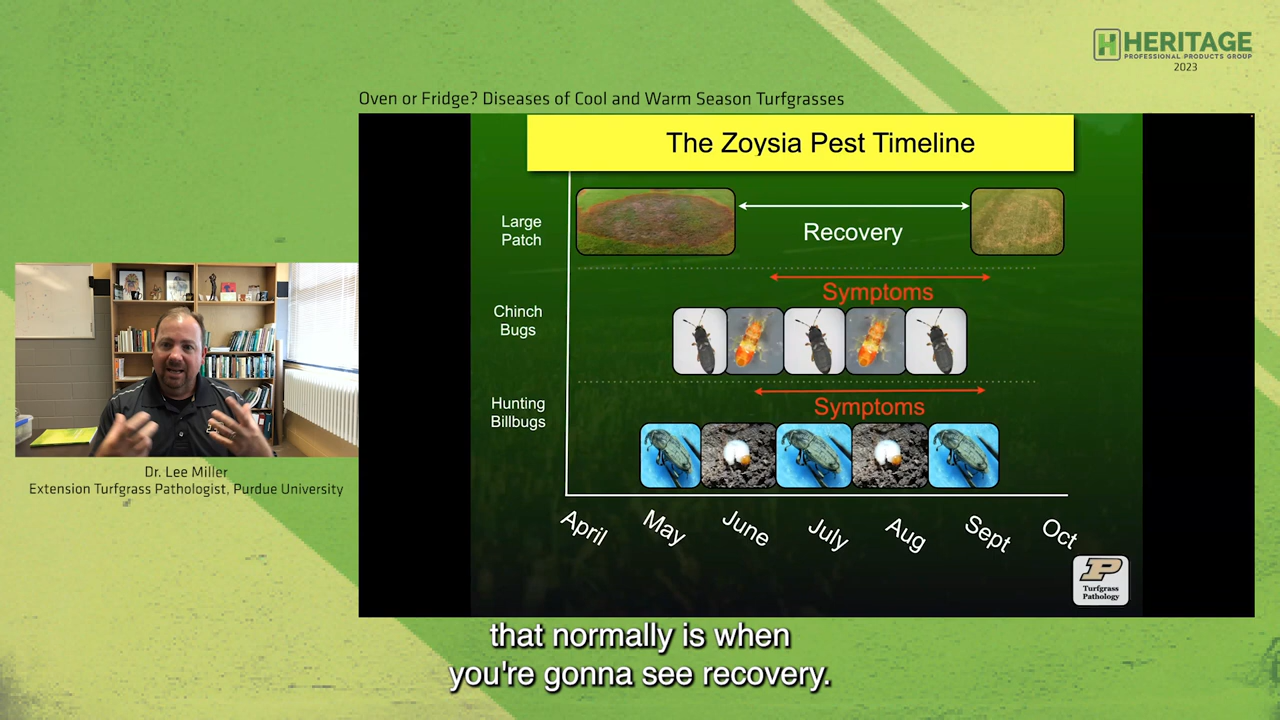 HERITAGE
PROFESSIONAL PRODUCTS GROUP
2023
Oven or Fridge? Diseases of Cool and Warm Season Turfgrasses
The Zoysia Pest Timeline
Large
Patch
Recovery
Symptoms
Chinch
Bugs
Symptoms
Hunting
Billbugs
April
May
June
July
Aug
Sept
Oct
P
Turfgrass
Pathology
Dr. Lee Miller
Extension Turfgrass Pathologist, Purdue University
that normally is when
you're gonna see recovery.